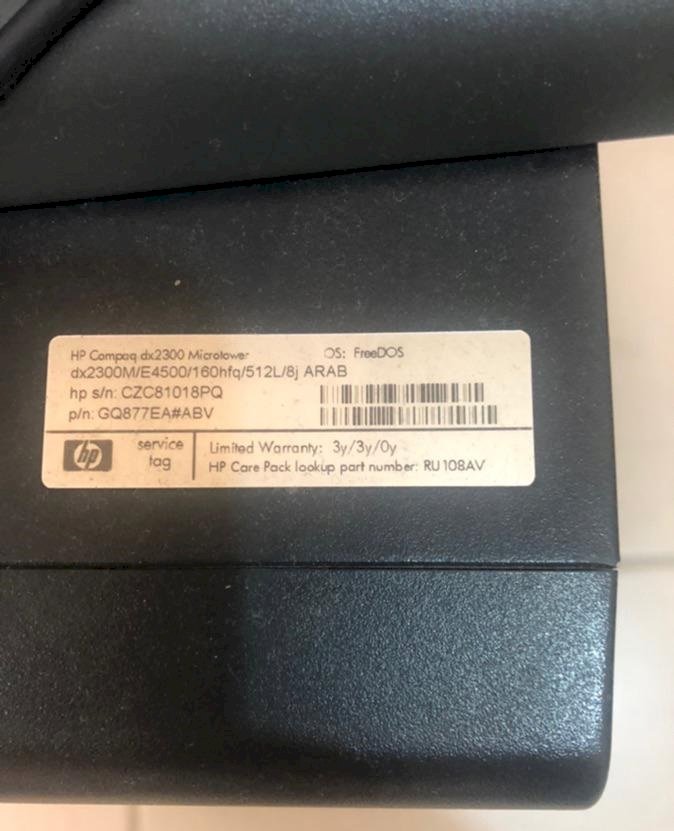 HP Compaq dx2300 Microtower OS: FreeDOS
dx2300M/E4500/160hfq/512L/8j ARAB
hp s/n: CZC81018PQ
p/n: GQ877EA#ABV
hp service tag
Limited Warranty: 3y/3y/0y
HP Care Pack lookup part number: RU108AV